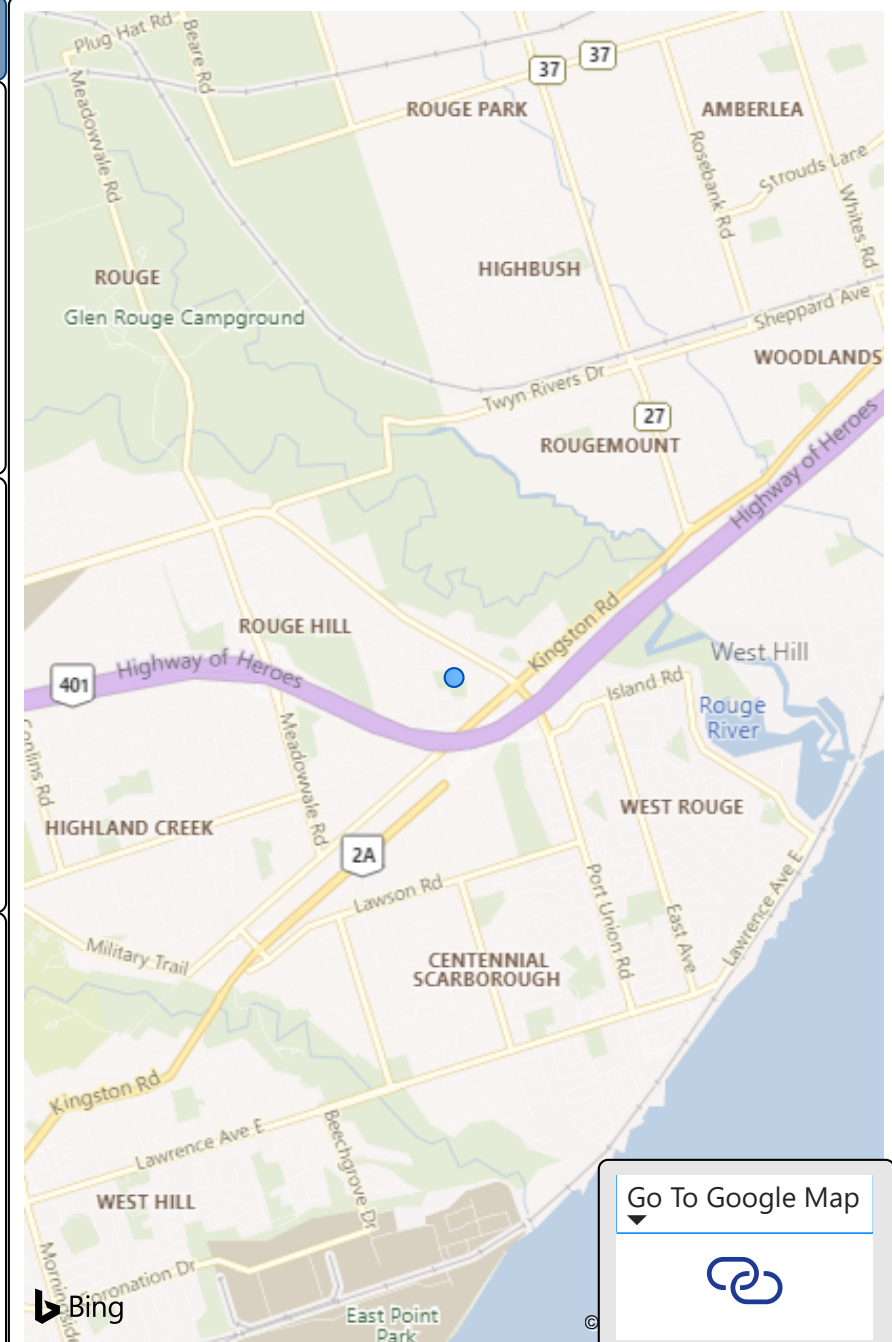 Plug Hat Rd
Beare Rd
37
37
ROUGE PARK
AMBERLEA
Meadowvale Rd
Rosebank Rd
Strouds Lare
Whites Rd
ROUGE
HIGHBUSH
Glen Rouge Campground
Sheppard Ave
WOODLANDS
Twyn Rivers Dr
27
ROUGEMOUNT
Highway of Heroes
ROUGE HILL
Kingston Rd
West Hill
Highway of Heroes
401
Island Rd
Rouge
River
Conlins Rd
Meadowvale Rd
WEST ROUGE
HIGHLAND CREEK
2A
Lawson Rd
Port Union Rd
East Ave
Lawrence Ave E
Military Trail
CENTENNIAL
SCARBOROUGH
Kingston Rd
Lawrence Ave E
Beechgrove Dr
WEST HILL
Go To Google Map
Morningside
oronation Dr
Bing
East Point
Park
©